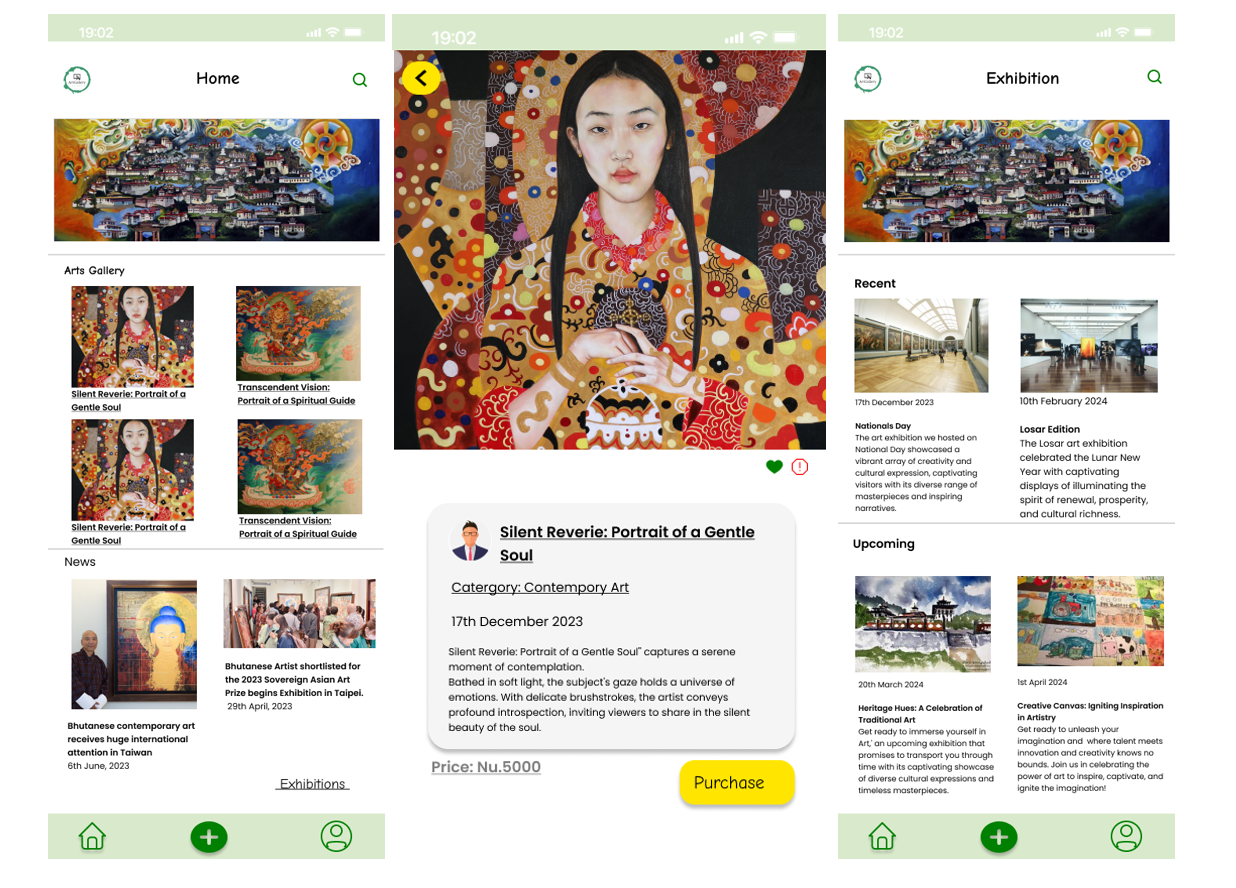 19:02
Home
Arts Gallery
Silent Reverie: Portrait of a
Gentle Soul
Transcendent Vision:
Portrait of a Spiritual Guide
Silent Reverie: Portrait of a
Gentle Soul
Transcendent Vision:
Portrait of a Spiritual Guide
News
Bhutanese contemporary art
receives huge international
attention in Taiwan
6th June, 2023
Bhutanese Artist shortlisted for
the 2023 Sovereign Asian Art
Prize begins Exhibition in Taipei.
29th April, 2023
Exhibitions
19:02
Silent Reverie: Portrait of a Gentle
Soul
Catergory: Contempory Art
17th December 2023
Silent Reverie: Portrait of a Gentle Soul" captures a serene
moment of contemplation.
Bathed in soft light, the subject's gaze holds a universe of
emotions. With delicate brushstrokes, the artist conveys
profound introspection, inviting viewers to share in the silent
beauty of the soul.
Price: Nu.5000
Purchase
19:02
Exhibition
Recent
17th December 2023
Nationals Day
The art exhibition we hosted on
National Day showcased a
vibrant array of creativity and
cultural expression, captivating
visitors with its diverse range of
masterpieces and inspiring
narratives.
10th February 2024
Losar Edition
The Losar art exhibition
celebrated the Lunar New
Year with captivating
displays of illuminating the
spirit of renewal, prosperity,
and cultural richness.
Upcoming
20th March 2024
Heritage Hues: A Celebration of
Traditional Art
Get ready to immerse yourself in
Art,' an upcoming exhibition that
promises to transport you through
time with its captivating showcase
of diverse cultural expressions and
timeless masterpieces.
1st April 2024
Creative Canvas: Igniting Inspiration
in Artistry
Get ready to unleash your
imagination and  where talent meets
innovation and creativity knows no
bounds. Join us in celebrating the
power of art to inspire, captivate, and
ignite the imagination!